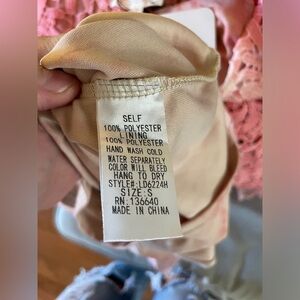 SELF
100% POLYESTER
LINING
100% POLYESTER
HAND WASH COLD
WATER SEPARATELY
COLOR WILL BLEED
HANG TO DRY
STYLE#:LD6224H
SIZE:S
RN:136640
MADE IN CHINA